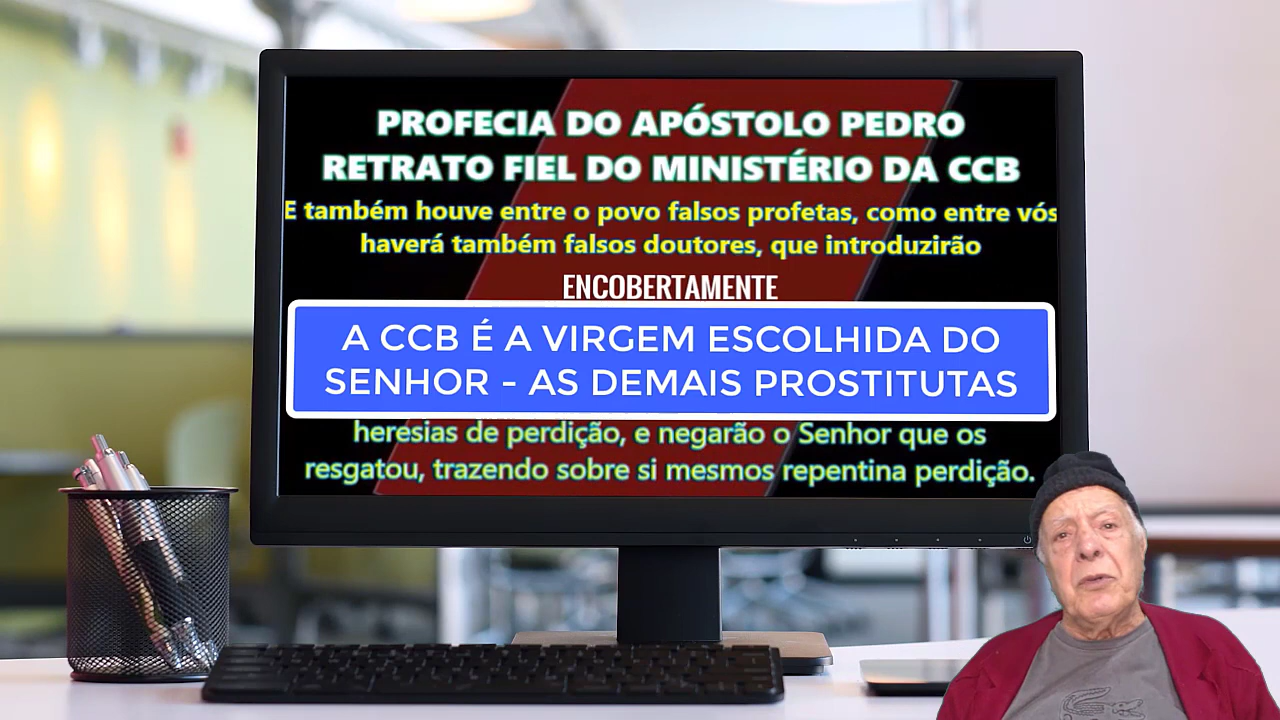 PROFECIA DO APÓSTOLO PEDRO
RETRATO FIEL DO MINISTÉRIO DA CCB
E também houve entre o povo falsos profetas, como entre vós
haverá também falsos doutores, que introduzirão
ENCOBERTAMENTE
A CCB É A VIRGEM ESCOLHIDA DO
SENHOR - AS DEMAIS PROSTITUTAS
heresias de perdição, e negarão o Senhor que os
resgatou, trazendo sobre si mesmos repentina perdição.